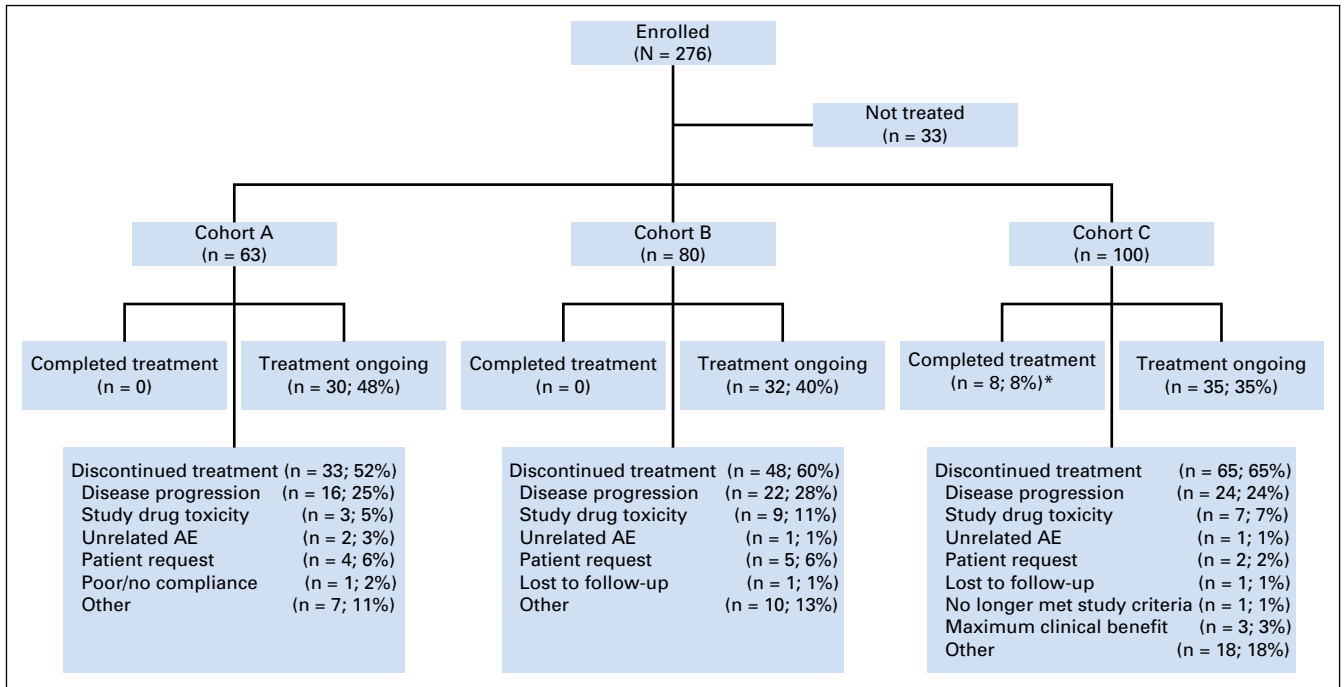 Enrolled
(N = 276)
Not treated
(n = 33)
Cohort A
(n = 63)
Cohort B
(n = 80)
Cohort C
(n = 100)
Completed treatment
(n = 0)
Treatment ongoing
(n = 30; 48%)
Completed treatment
(n = 0)
Treatment ongoing
(n = 32; 40%)
Completed treatment
(n = 8; 8%)*
Treatment ongoing
(n = 35; 35%)
Discontinued treatment (n = 33; 52%)
Disease progression (n = 16; 25%)
Study drug toxicity (n = 3; 5%)
Unrelated AE (n = 2; 3%)
Patient request (n = 4; 6%)
Poor/no compliance (n = 1; 2%)
Other (n = 7; 11%)
Discontinued treatment (n = 48; 60%)
Disease progression (n = 22; 28%)
Study drug toxicity (n = 9; 11%)
Unrelated AE (n = 1; 1%)
Patient request (n = 5; 6%)
Lost to follow-up (n = 1; 1%)
Other (n = 10; 13%)
Discontinued treatment (n = 65; 65%)
Disease progression (n = 24; 24%)
Study drug toxicity (n = 7; 7%)
Unrelated AE (n = 1; 1%)
Patient request (n = 2; 2%)
Lost to follow-up (n = 1; 1%)
No longer met study criteria (n = 1; 1%)
Maximum clinical benefit (n = 3; 3%)
Other (n = 18; 18%)